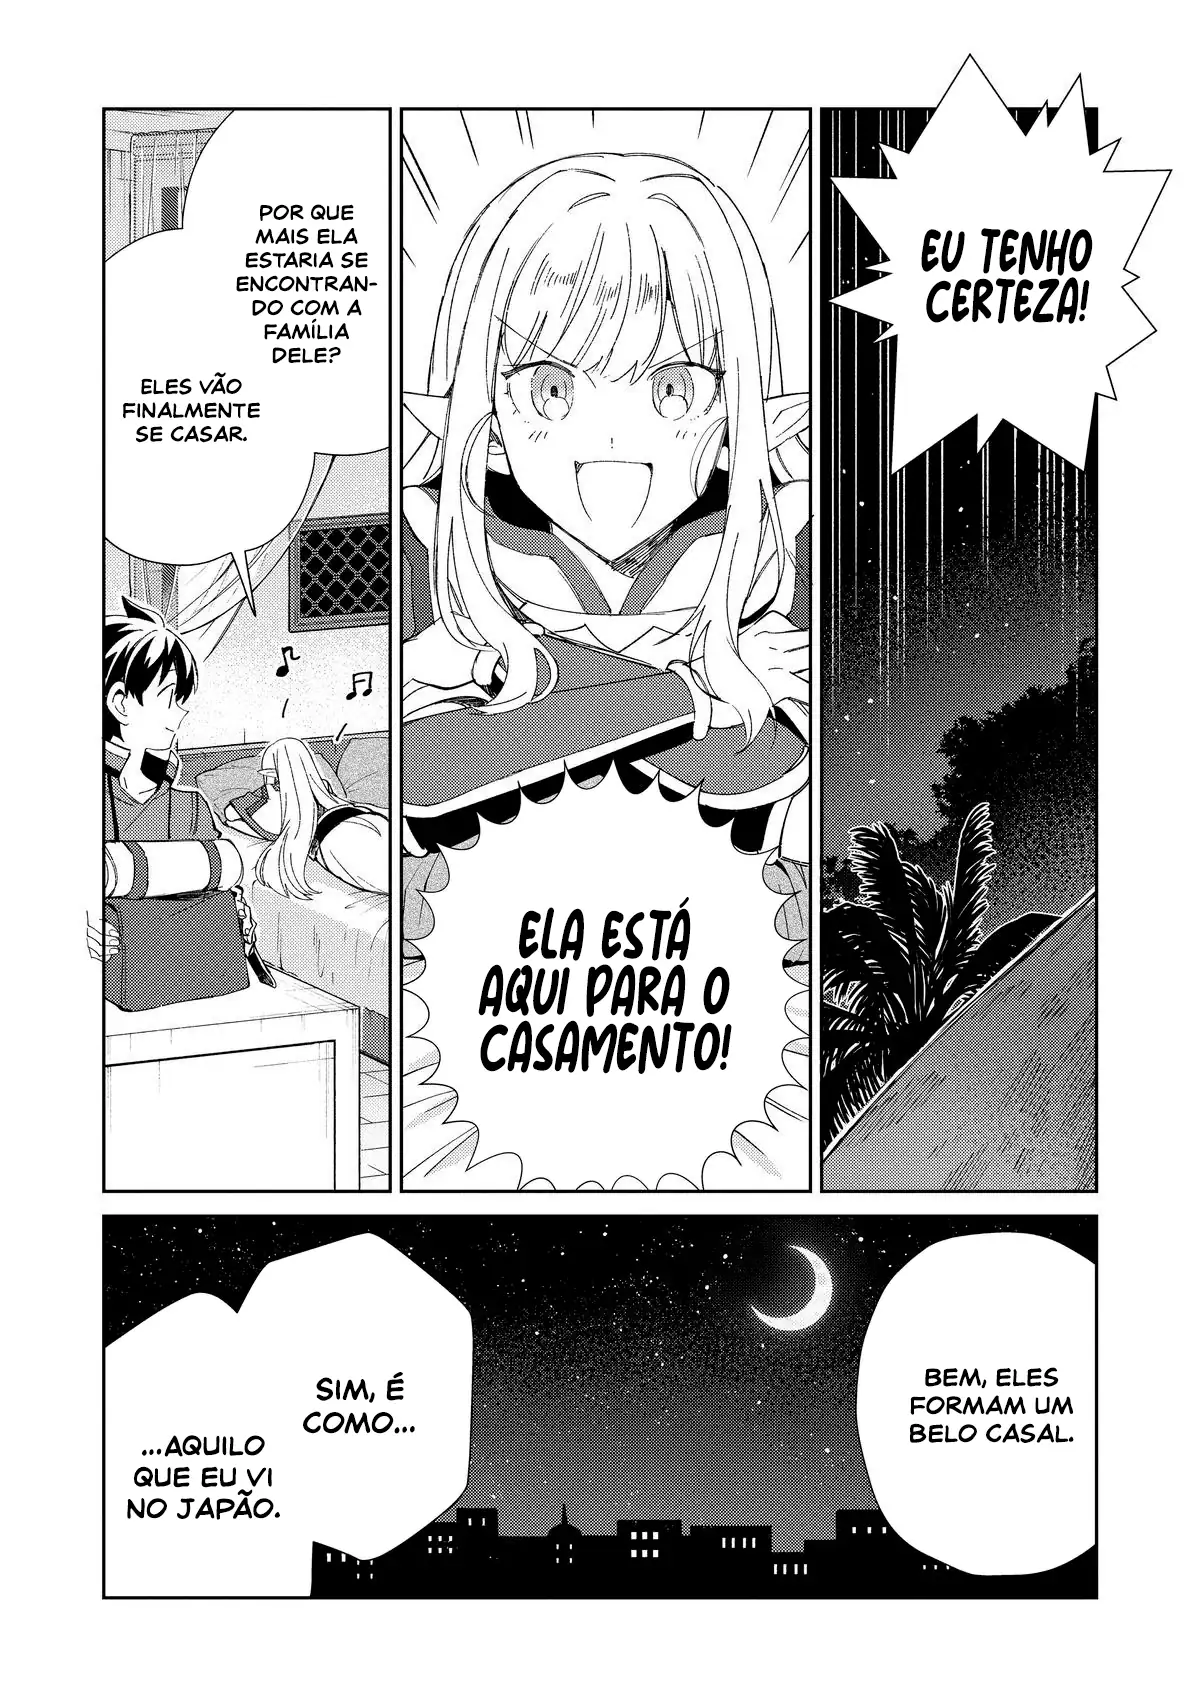 EU TENHO
CERTEZA!
ELA ESTÁ
AQUI PARA O
CASAMENTO!
POR QUE
MAIS ELA
ESTARIA SE
ENCONTRAN-
DO COM A
FAMÍLIA
DELE?
ELES VÃO
FINALMENTE
SE CASAR.
BEM, ELES
FORMAM UM
BELO CASAL.
SIM, É
COMO...
...AQUILO
QUE EU VI
NO JAPÃO.